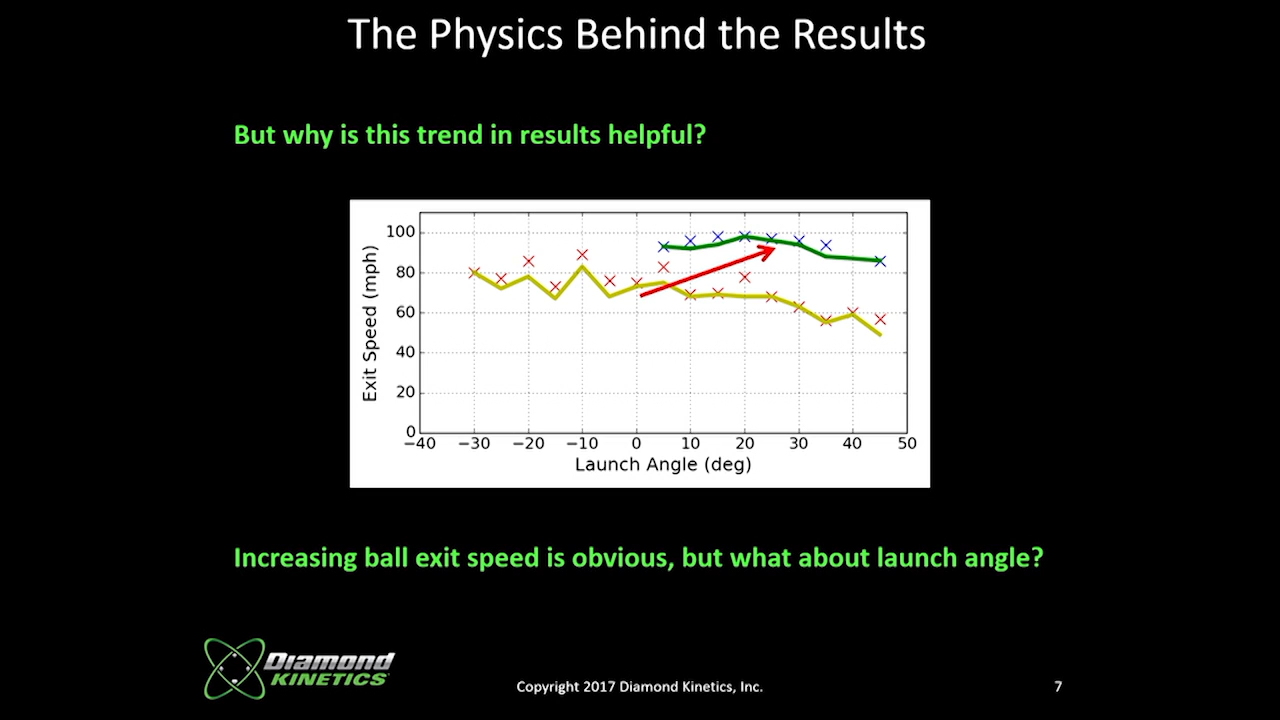 The Physics Behind the Results
But why is this trend in results helpful?
Exit Speed (mph)
100
80
60
40
20
0
−40 −30 −20 −10 0 10 20 30 40 50
Launch Angle (deg)
Increasing ball exit speed is obvious, but what about launch angle?
Diamond
KINETICS
Copyright 2017 Diamond Kinetics, Inc.
7